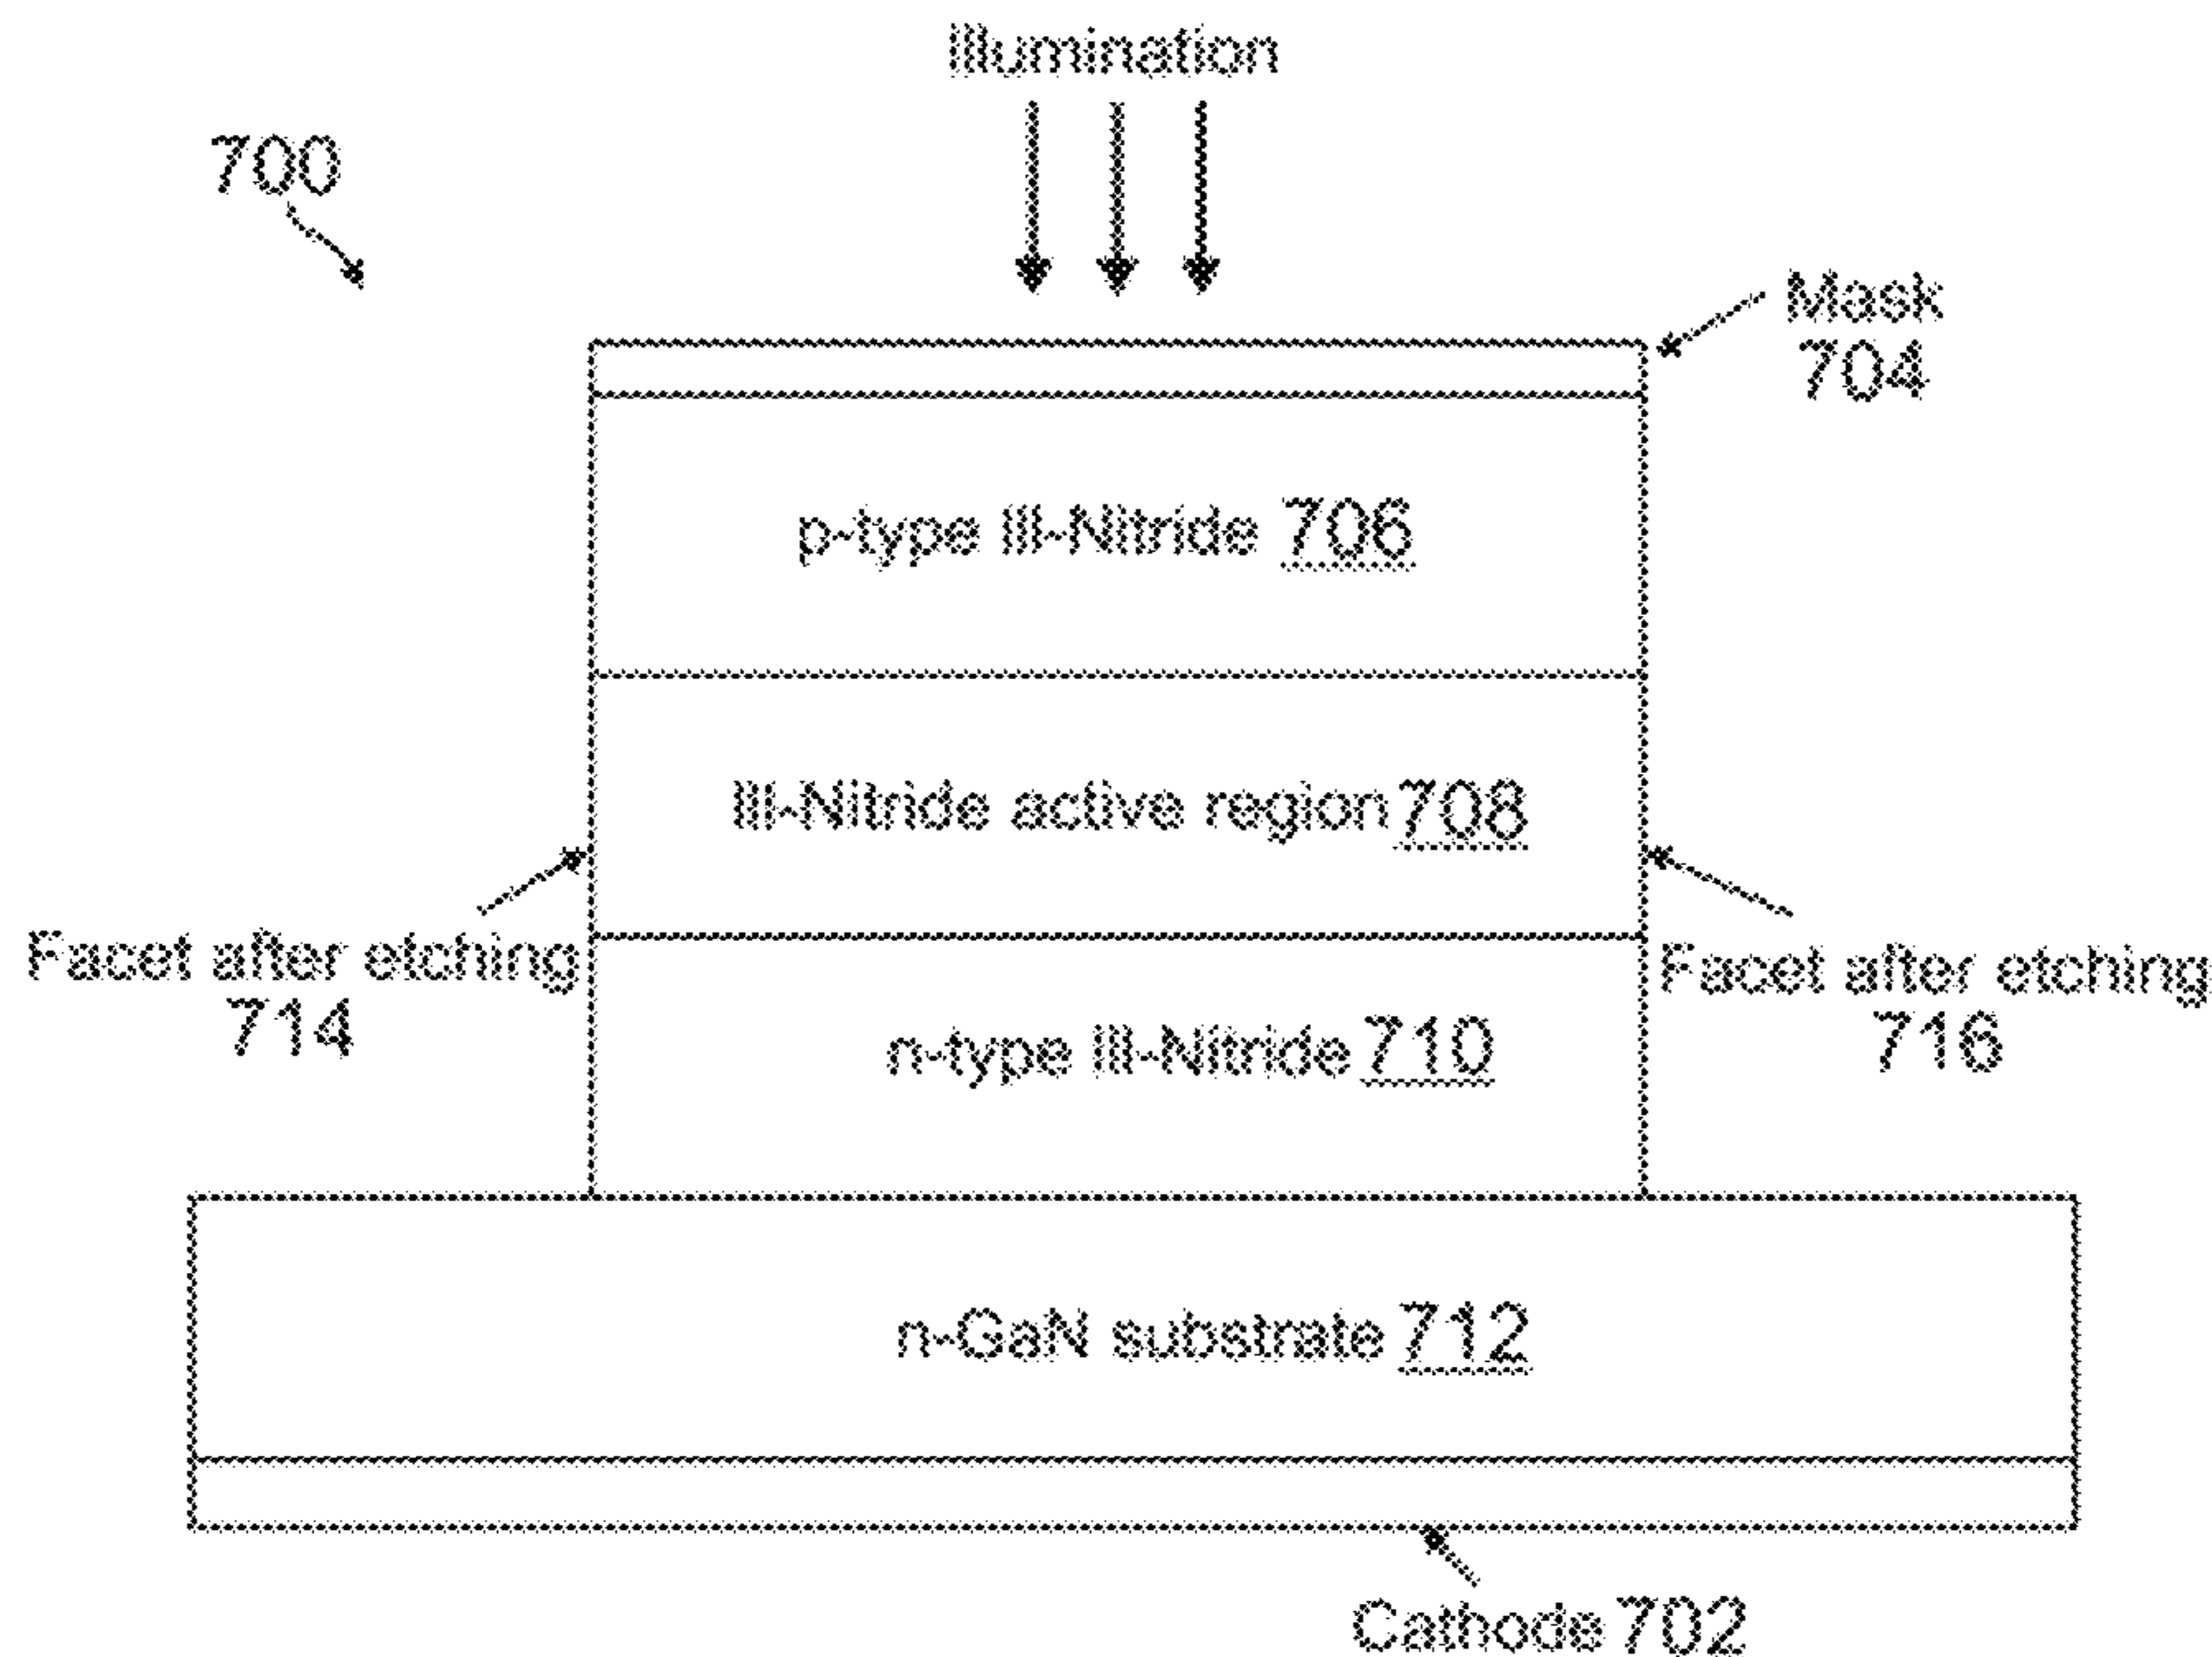 Illumination
700
Mask
704
p-type III-Nitride 706
III-Nitride active region 708
Facet after etching
714
Facet after etching
716
n-type III-Nitride 710
n-GaN substrate 712
Cathode 702